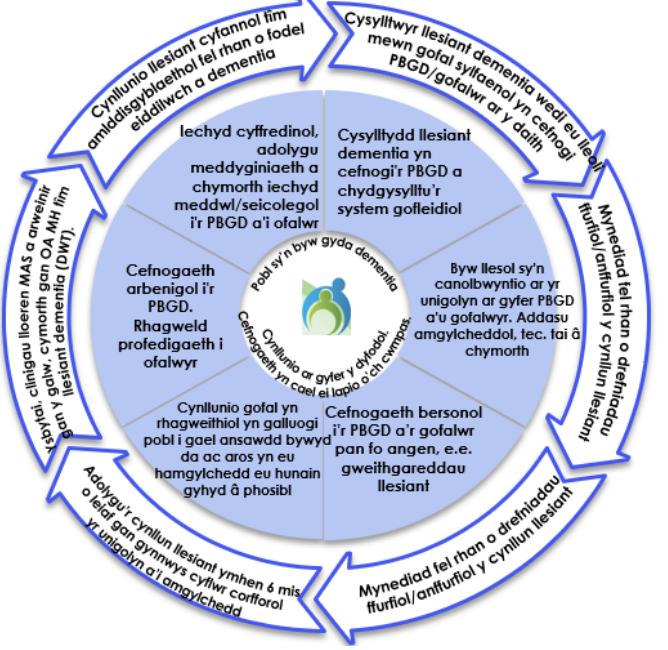 Cynllunio llesiant cyfannol tîm
amlddisgyblaethol fel rhan o fodel
eiddilwch a dementia
Cysylltwyr llesiant dementia wedi eu lleoli
mewn gofal sylfaenol yn cefnogi
PBGD/gofalwr ar y daith
Mynediad fel rhan o drefniadau
ffurfiol/anffurfiol y cynllun llesiant
Mynediad fel rhan o drefniadau
ffurfiol/anffurfiol y cynllun llesiant
Adolygu'r cynllun llesiant ymhen 6 mis
o leiaf gan gynnwys cyflwr corfforol
yr unigolyn a'i amgylchedd
Ysbytai, clinigau lloeren MAS a arweinir
gan y galw, cymorth gan OA MH fim
llesiant dementia (DWT).
Iechyd cyffredinol,
adolygu
meddyginiaeth a
chymorth iechyd
meddwl/seicolegol
i'r PBGD a'i ofalwr
Cysylltydd llesiant
dementia yn
cefnogi'r PBGD a
chydgysylltu'r
system gofleidiol
Byw llesol sy'n
canolbwyntio ar yr
unigolyn ar gyfer PBGD
a'u gofalwyr. Addasu
amgylcheddol, tec. tai â
chymorth
Cefnogaeth bersonol
i'r PBGD a'r gofalwr
pan fo angen, e.e.
gweithgareddau
llesiant
Cynllunio gofal yn
rhagweithiol yn galluogi
pobl i gael ansawdd bywyd
da ac aros yn eu
hamgylchedd eu hunain
gyhyd â phosibl
Cefnogaeth
arbenigol i'r
PBGD.
Rhagweld
profedigaeth i
ofalwyr
Pobl sy'n byw gyda dementia
Cynllunio ar gyfer y dyfodol.
Cefnogaeth yn cael ei lapio o'ch cwmpas.